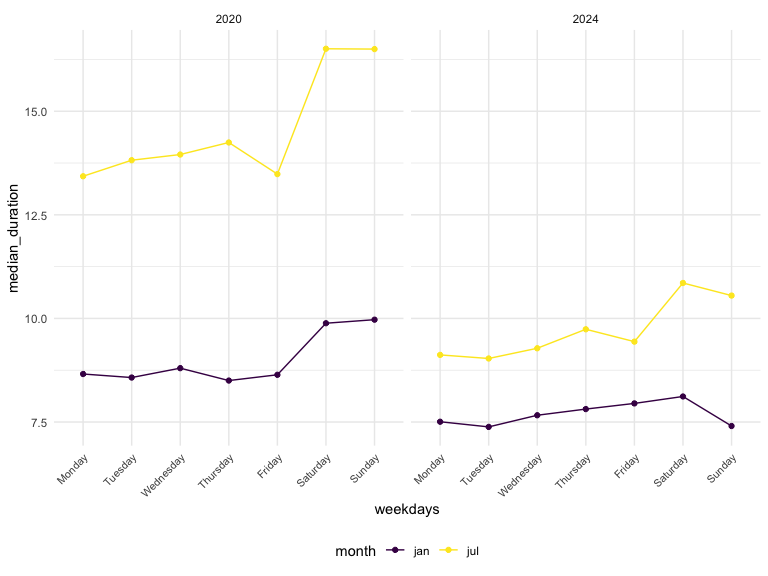 2020 2024
median_duration
15.0
12.5
10.0
7.5
Monday Tuesday Wednesday Thursday Friday Saturday Sunday Monday Tuesday Wednesday Thursday Friday Saturday Sunday
weekdays
month jan jul